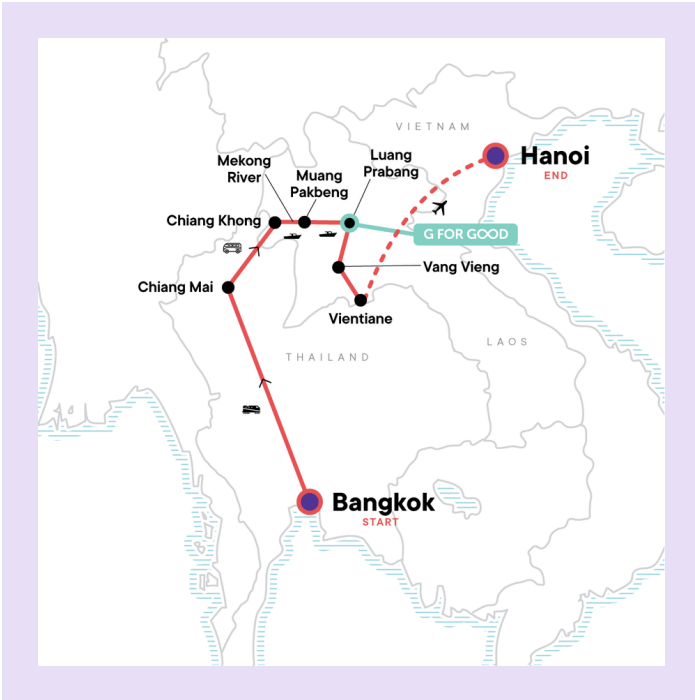 VIETNAM
Hanoi
END
Mekong
River
Muang
Pakbeng
Luang
Prabang
Chiang Khong
G FOR GOOD
Vang Vieng
Chiang Mai
Vientiane
THAILAND
LAOS
Bangkok
START